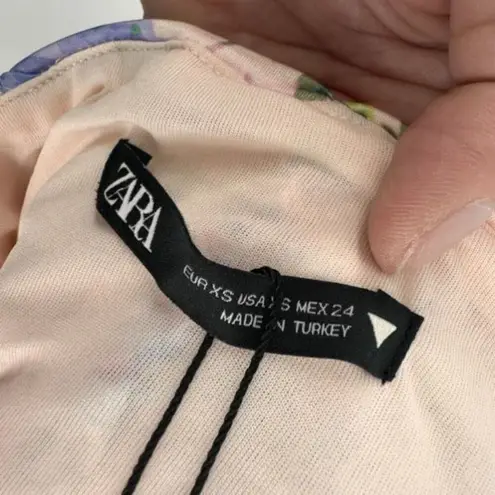 ZARA
EUR XS USA XS MEX 24
MADE IN TURKEY